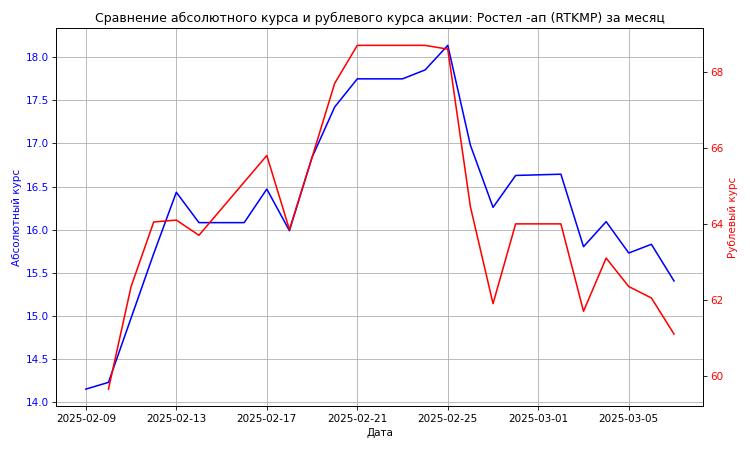 Сравнение абсолютного курса и рублевого курса акции: Ростел -ап (RTKMP) за месяц
Абсолютный курс
18.0
17.5
17.0
16.5
16.0
15.5
15.0
14.5
14.0
68
66
64
62
60
Рублевый курс
2025-02-09 2025-02-13 2025-02-17 2025-02-21 2025-02-25 2025-03-01 2025-03-05
Дата